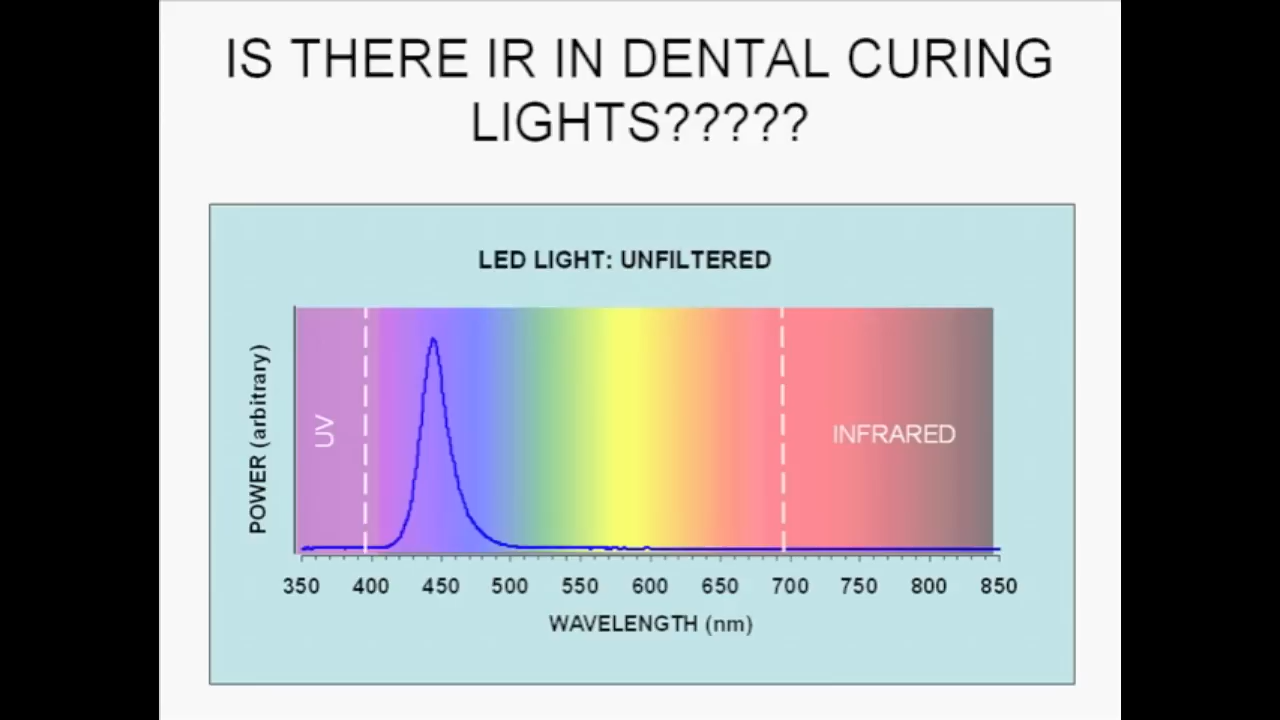 IS THERE IR IN DENTAL CURING
LIGHTS?????
LED LIGHT: UNFILTERED
POWER (arbitrary)
UV
INFRARED
350 400 450 500 550 600 650 700 750 800 850
WAVELENGTH (nm)